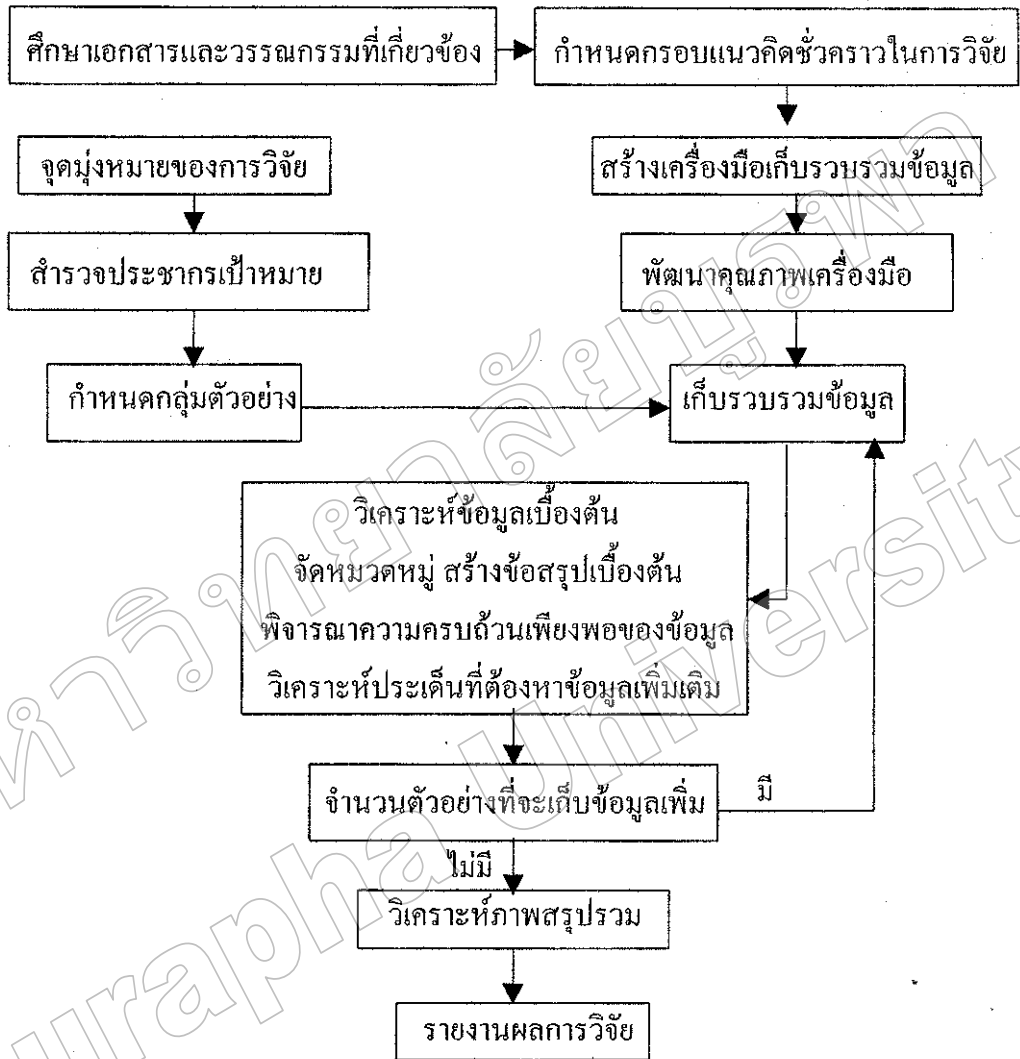 ศึกษาเอกสารและวรรณกรรมที่เกี่ยวข้อง
กำหนดกรอบแนวคิดชั่วคราวในการวิจัย
จุดมุ่งหมายของการวิจัย
สร้างเครื่องมือเก็บรวบรวมข้อมูล
สำรวจประชากรเป้าหมาย
พัฒนาคุณภาพเครื่องมือ
กำหนดกลุ่มตัวอย่าง
เก็บรวบรวมข้อมูล
วิเคราะห์ข้อมูลเบื้องต้น
จัดหมวดหมู่ สร้างข้อสรุปเบื้องต้น
พิจารณาความครบถ้วนเพียงพอของข้อมูล
วิเคราะห์ประเด็นที่ต้องหาข้อมูลเพิ่มเติม
จำนวนตัวอย่างที่จะเก็บข้อมูลเพิ่ม
มี
ไม่มี
วิเคราะห์ภาพสรุปรวม
รายงานผลการวิจัย
หาวิทยาลัยบูรพา
urapha University